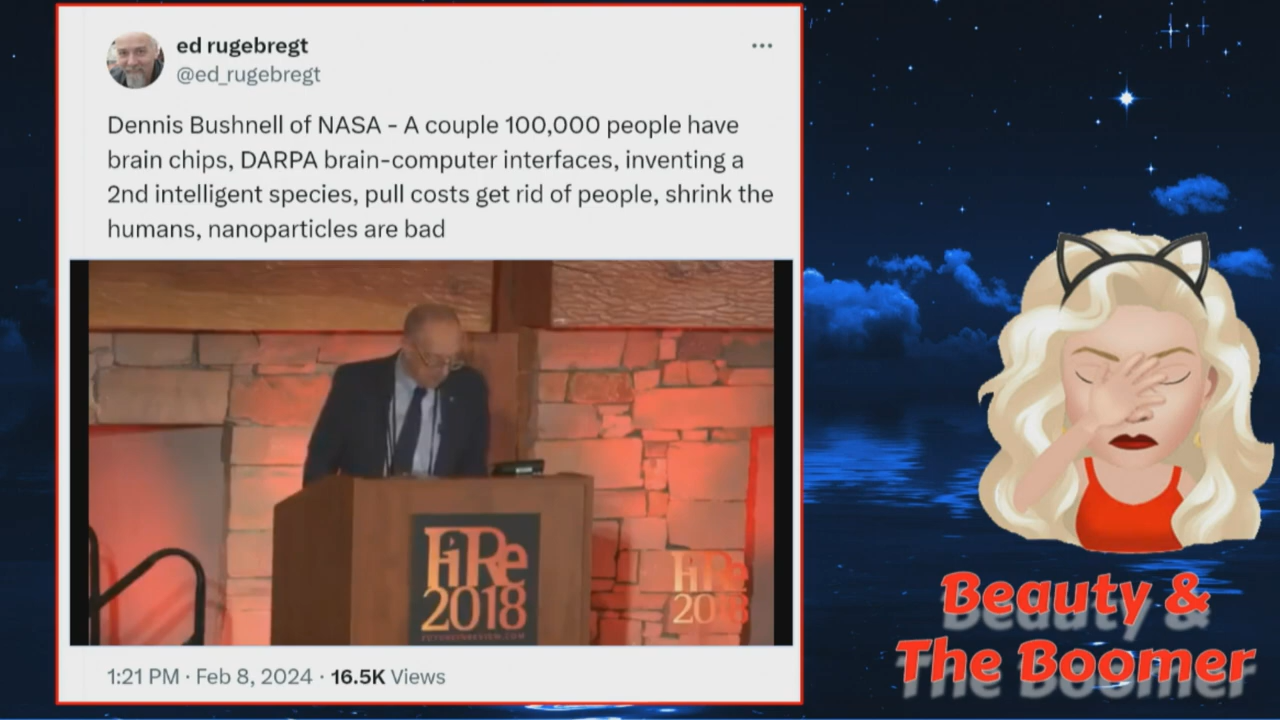 ed rugebregt
@ed_rugebregt
Dennis Bushnell of NASA - A couple 100,000 people have
brain chips, DARPA brain-computer interfaces, inventing a
2nd intelligent species, pull costs get rid of people, shrink the
humans, nanoparticles are bad
FiRe
2018
FUTUREINREVIEW.COM
FiRe
2018
1:21 PM · Feb 8, 2024 · 16.5K Views
Beauty &
The Boomer